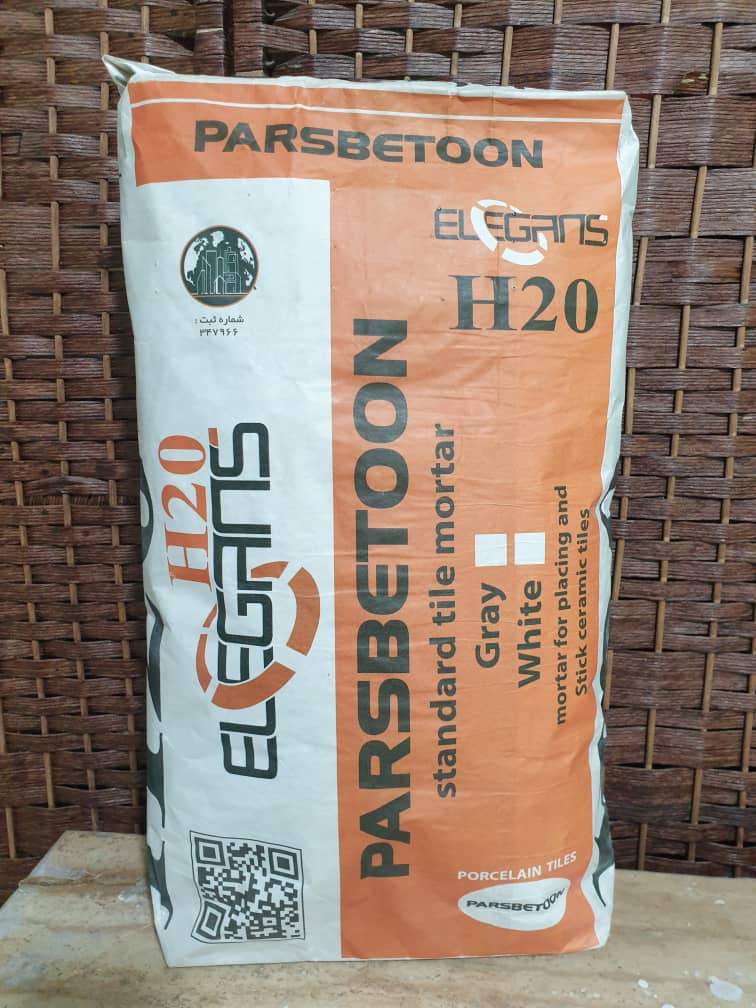 PARSBETOON
ELEGANS
H20
شماره ثبت :
۳۴۷۹۶۶
H20
ELEGANS
PARSBETOON
standard tile mortar
Gray
White
mortar for placing and
Stick ceramic tiles
PORCELAIN TILES
PARSBETOON